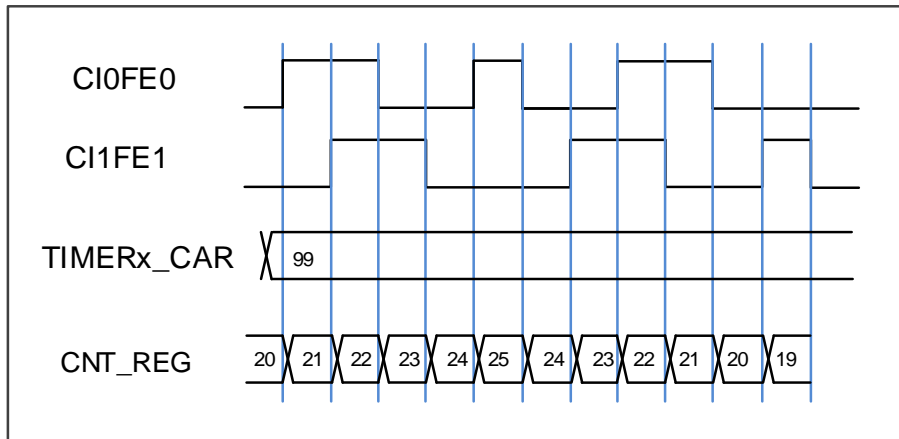 CI0FE0
CI1FE1
TIMERx_CAR 99
CNT_REG 20 21 22 23 24 25 24 23 22 21 20 19